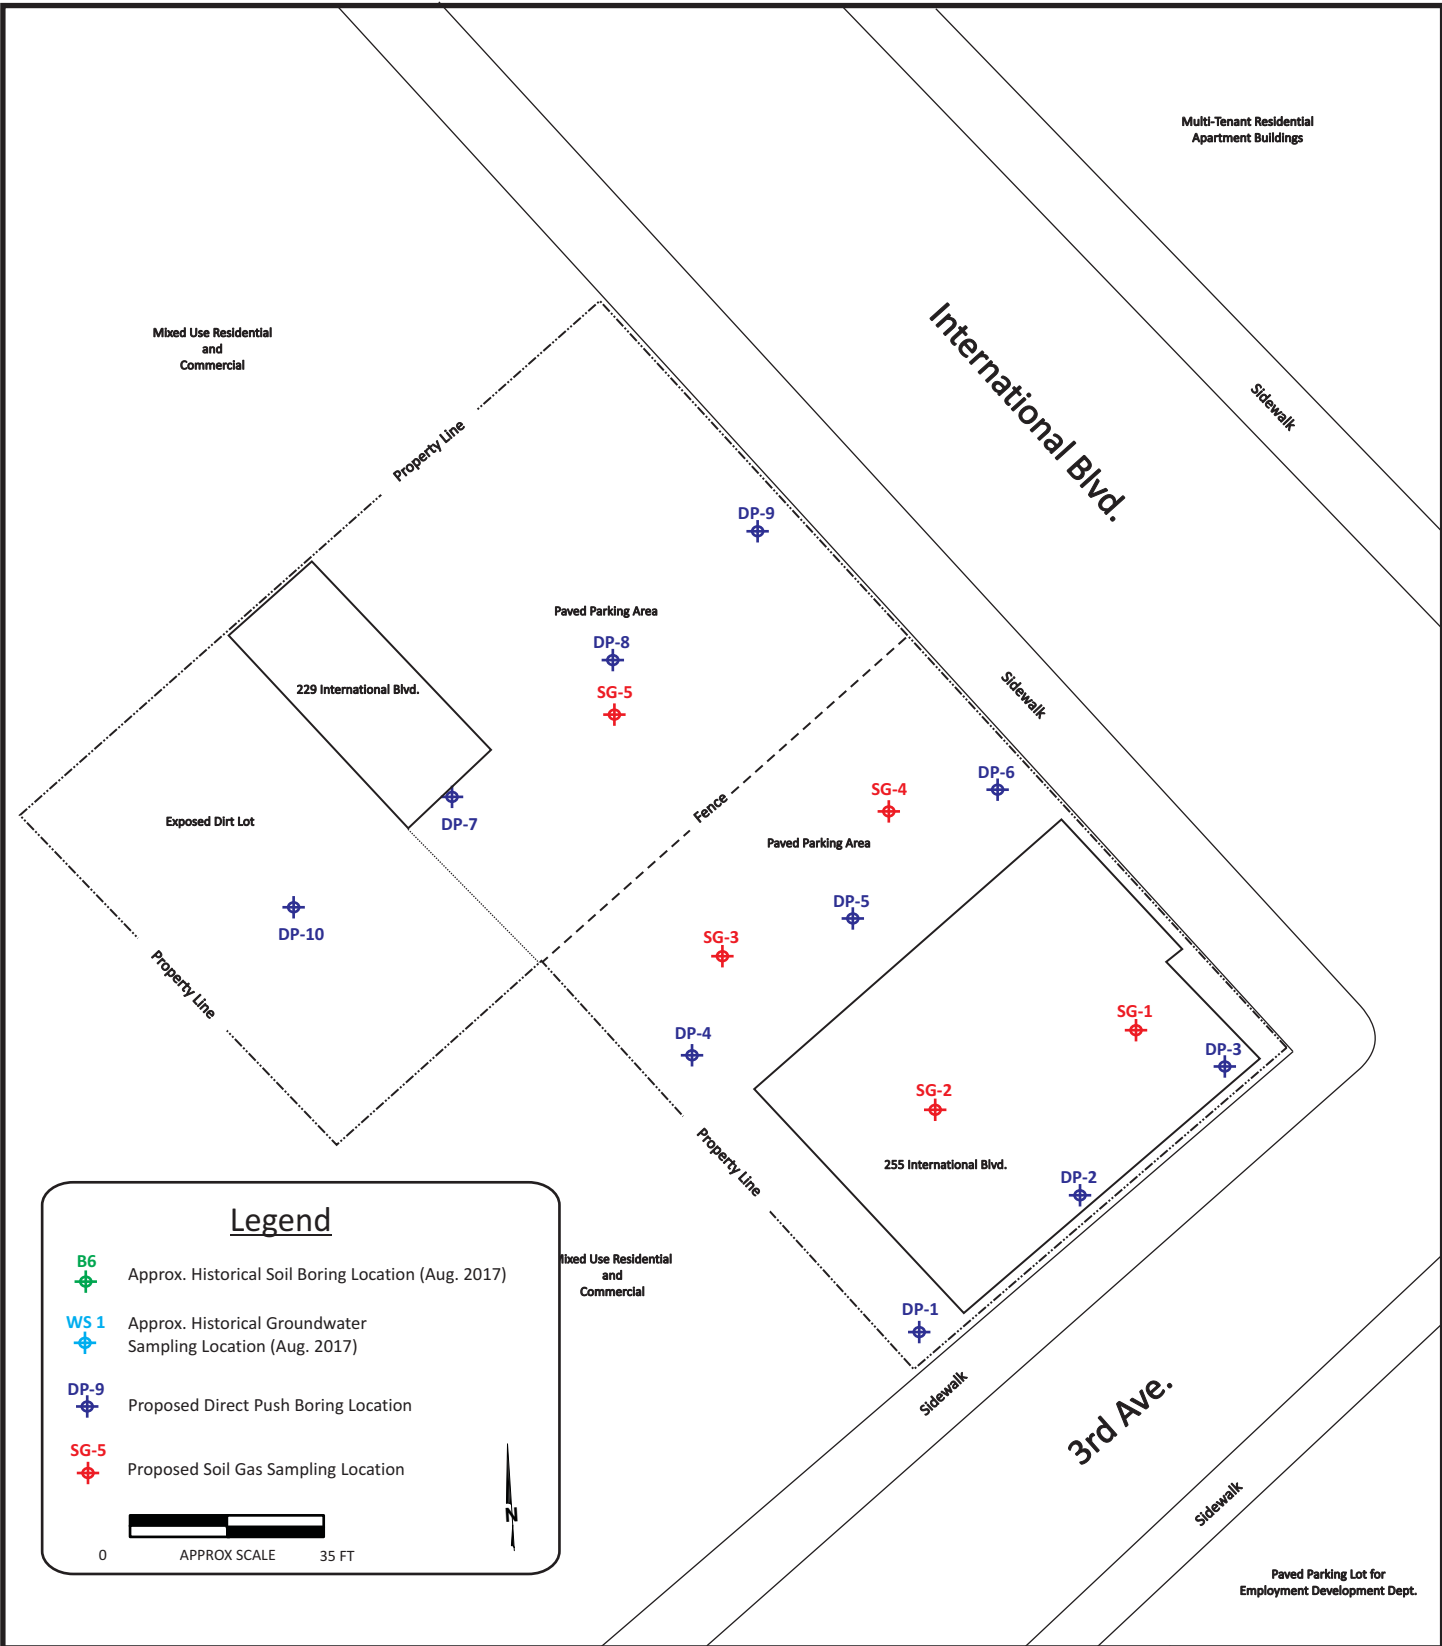 Multi-Tenant Residential
Apartment Buildings
Mixed Use Residential
and
Commercial
International Blvd.
Sidewalk
Property Line
DP-9
Paved Parking Area
DP-8
SG-5
229 International Blvd.
Sidewalk
DP-6
SG-4
Fence
DP-7
Exposed Dirt Lot
Paved Parking Area
DP-5
DP-10
SG-3
Property Line
SG-1
DP-4
DP-3
SG-2
255 International Blvd.
Property Line
DP-2
Mixed Use Residential
and
Commercial
DP-1
Sidewalk
3rd Ave.
Sidewalk
Paved Parking Lot for
Employment Development Dept.
Legend
B6
Approx. Historical Soil Boring Location (Aug. 2017)
WS 1
Approx. Historical Groundwater
Sampling Location (Aug. 2017)
DP-9
Proposed Direct Push Boring Location
SG-5
Proposed Soil Gas Sampling Location
N
0 APPROX SCALE 35 FT